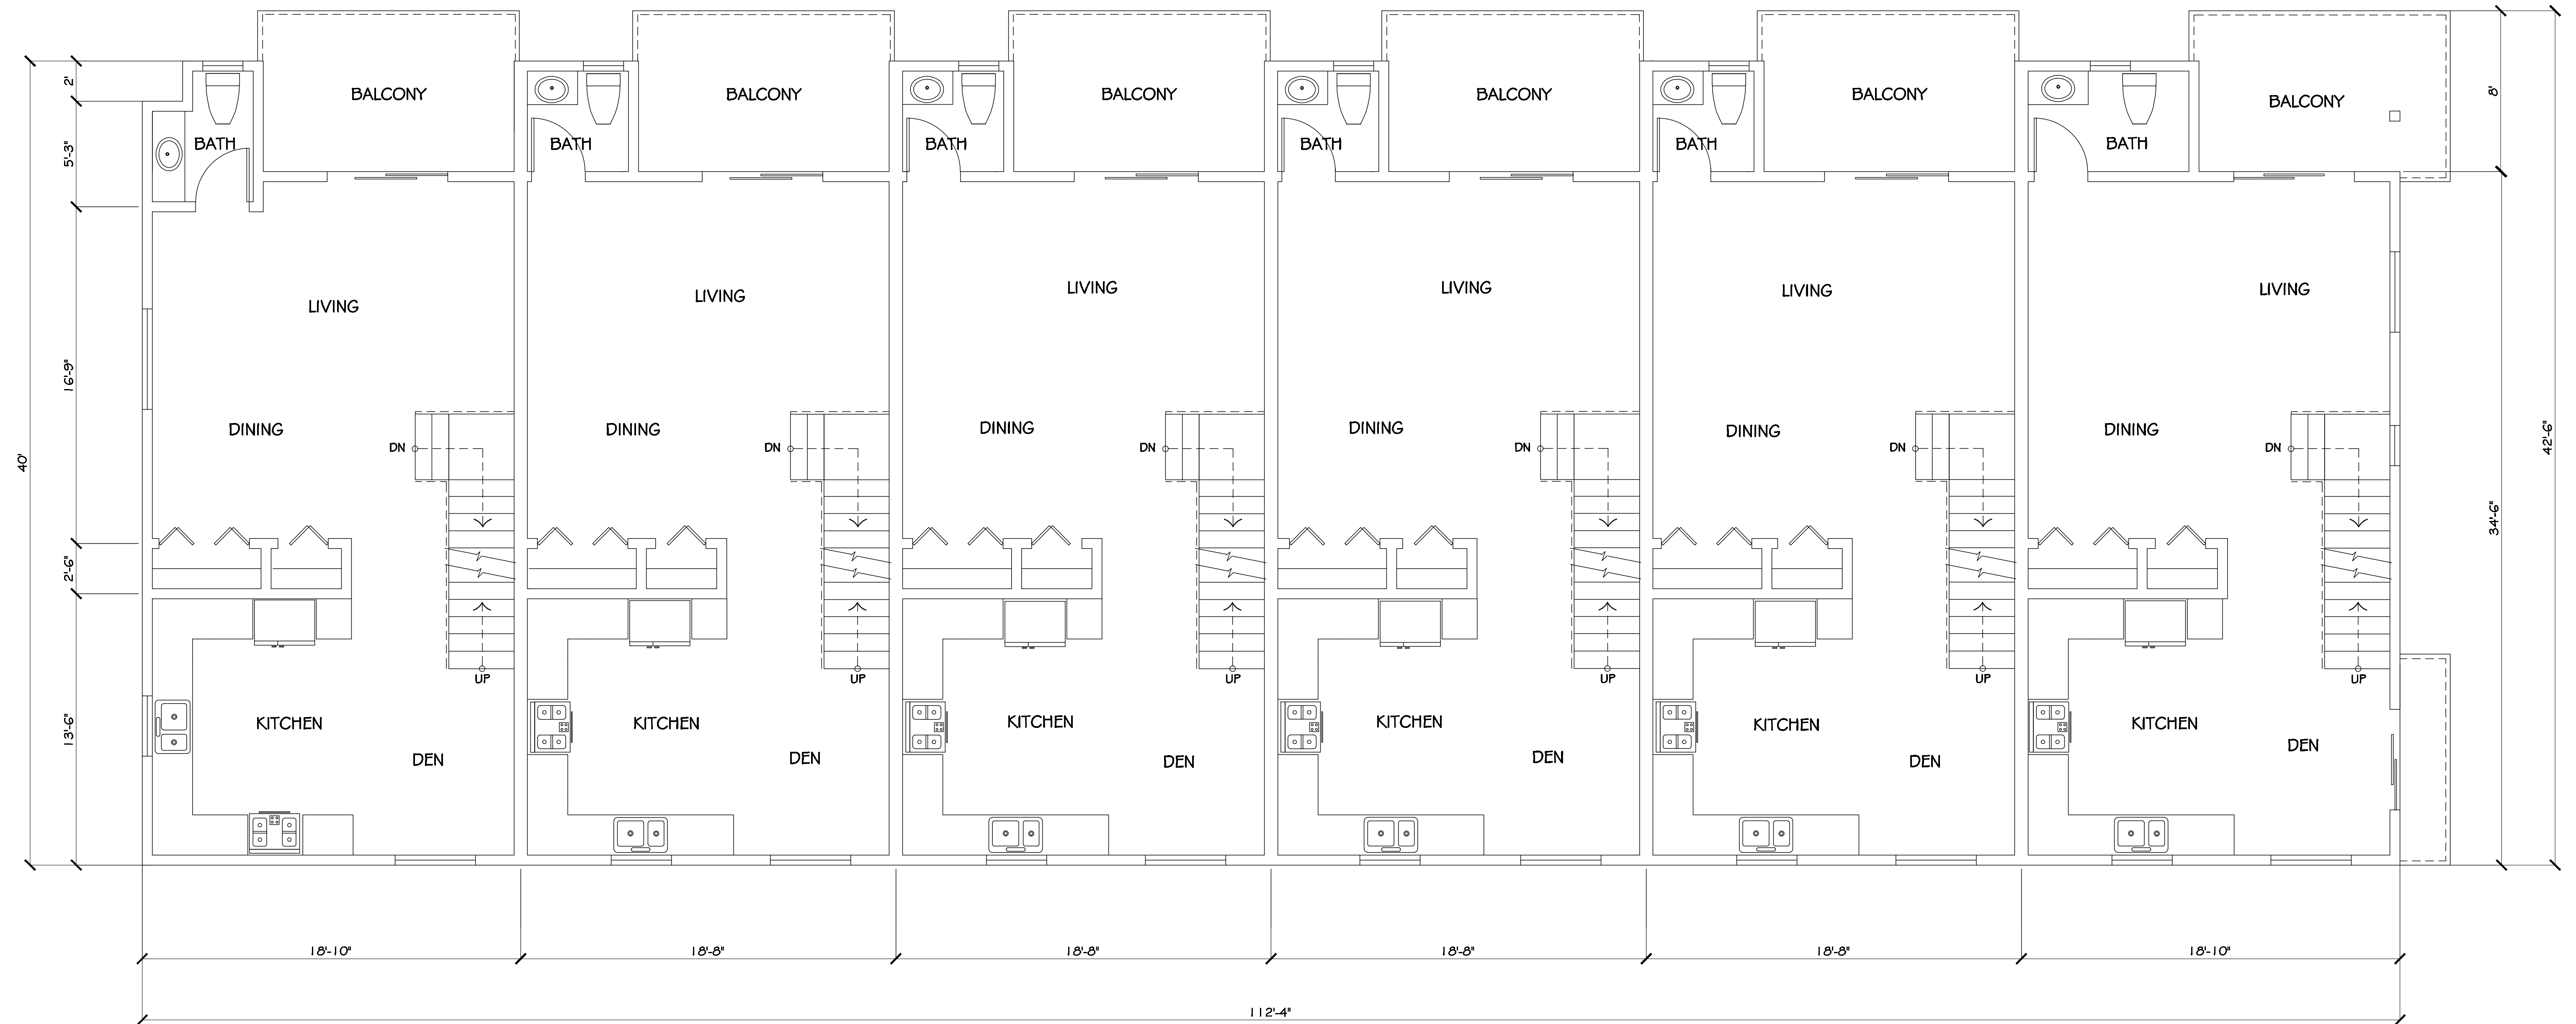 BALCONY BALCONY BALCONY BALCONY BALCONY BALCONY
2'
8'
BATH BATH BATH BATH BATH BATH
5'-3"
LIVING LIVING LIVING LIVING LIVING LIVING
16'-9"
DINING DINING DINING DINING DINING DINING
DN DN DN DN DN DN
40'
42'-6"
34'-6"
2'-6"
UP UP UP UP UP UP
13'-6"
KITCHEN KITCHEN KITCHEN KITCHEN KITCHEN KITCHEN
DEN DEN DEN DEN DEN DEN
18'-10" 18'-8" 18'-8" 18'-8" 18'-8" 18'-10"
112'-4"